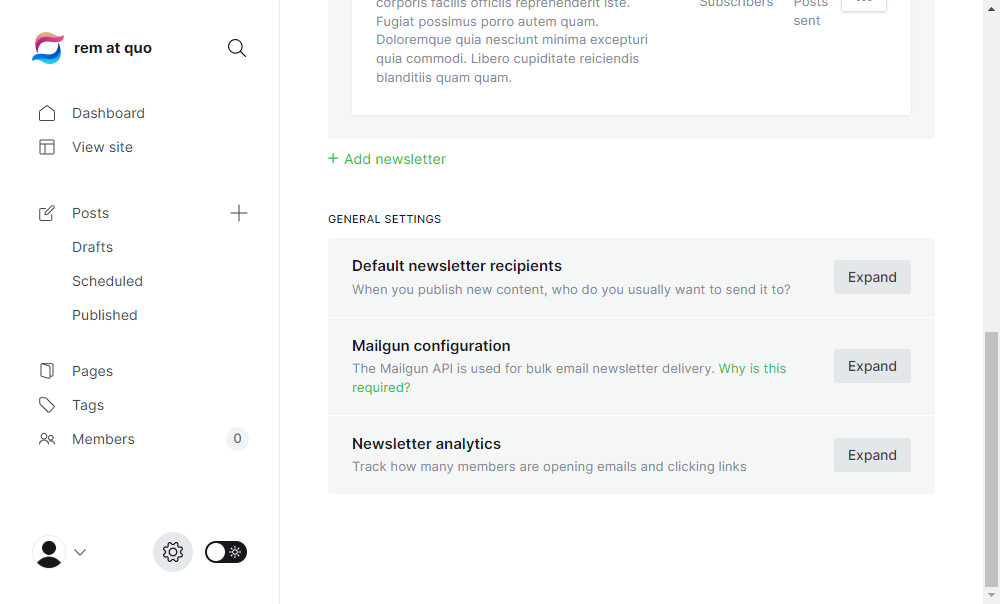 rem at quo
Dashboard
View site
Posts
Drafts
Scheduled
Published
Pages
Tags
Members 0
corporis facilis officiis reprehenderit iste.
Fugiat possimus porro autem quam.
Doloremque quia nesciunt minima excepturi
quia commodi. Libero cupiditate reiciendis
blanditiis quam quam.
Subscribers
Posts
sent
+ Add newsletter
GENERAL SETTINGS
Default newsletter recipients
When you publish new content, who do you usually want to send it to?
Expand
Mailgun configuration
The Mailgun API is used for bulk email newsletter delivery. Why is this
required?
Expand
Newsletter analytics
Track how many members are opening emails and clicking links
Expand